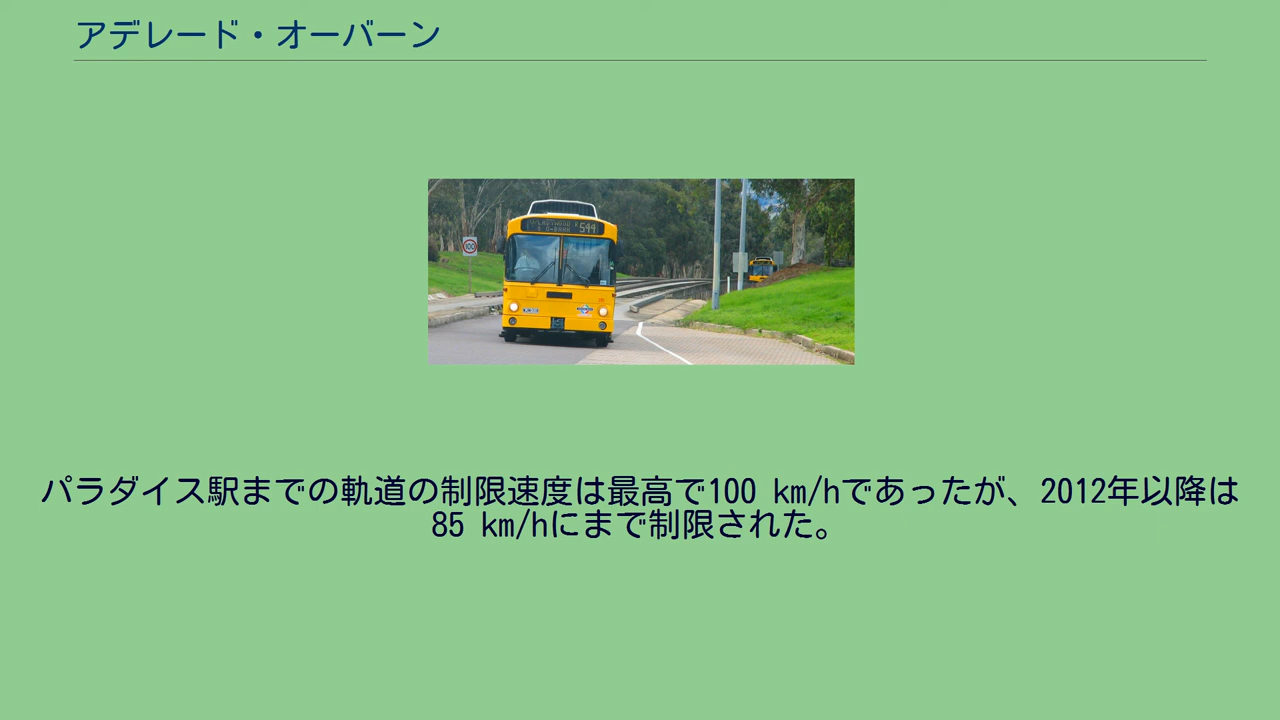 アデレード・オーバーン
100
544
パラダイス駅までの軌道の制限速度は最高で100 km/hであったが、2012年以降は
85 km/hにまで制限された。